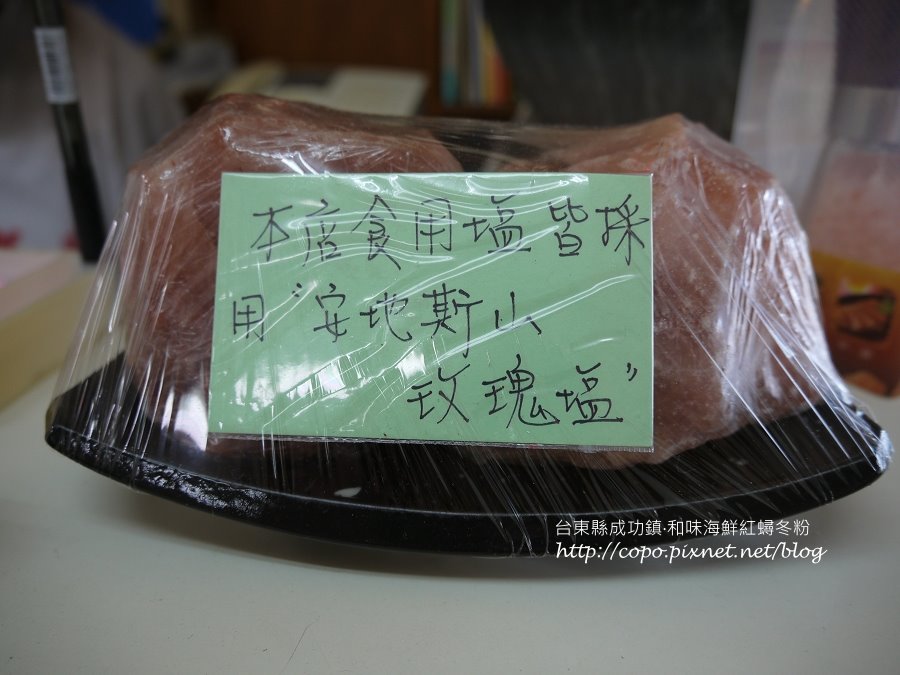 本店食用塩皆採
用"安地斯山
玫瑰塩"
台東縣成功鎮·和味海鮮紅蟳冬粉
http://copo.pixnet.net/blog